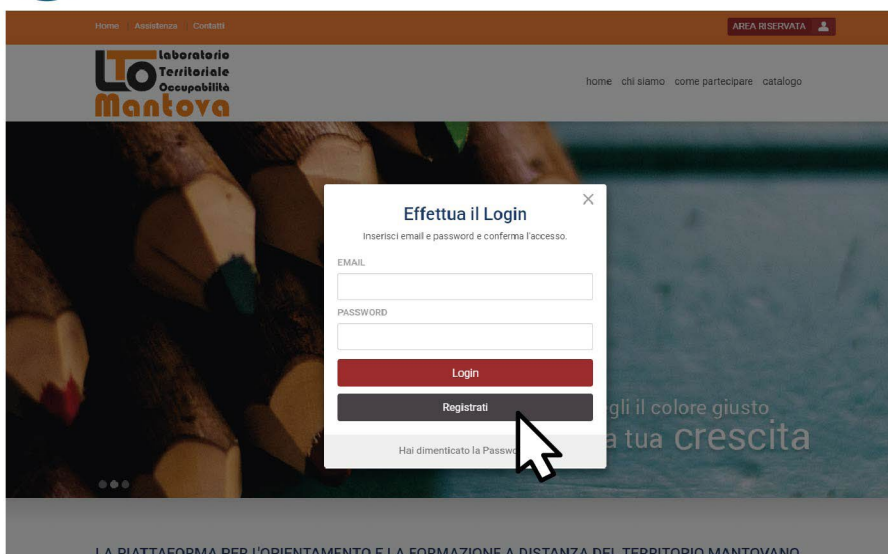 Home Assistenza Contatti
AREA RISERVATA
LTO Laboratorio
Territoriale
Occupabilità
Mantova
home chi siamo come partecipare catalogo
Effettua il Login
Inserisci email e password e conferma l'accesso.
EMAIL
PASSWORD
Login
Registrati
Hai dimenticato la
il colore giusto
tua crescita
LA PIATTAFORMA PER L'ORIENTAMENTO E LA FORMAZIONE A DISTANZA DEL TERRITORIO MANTOVANO